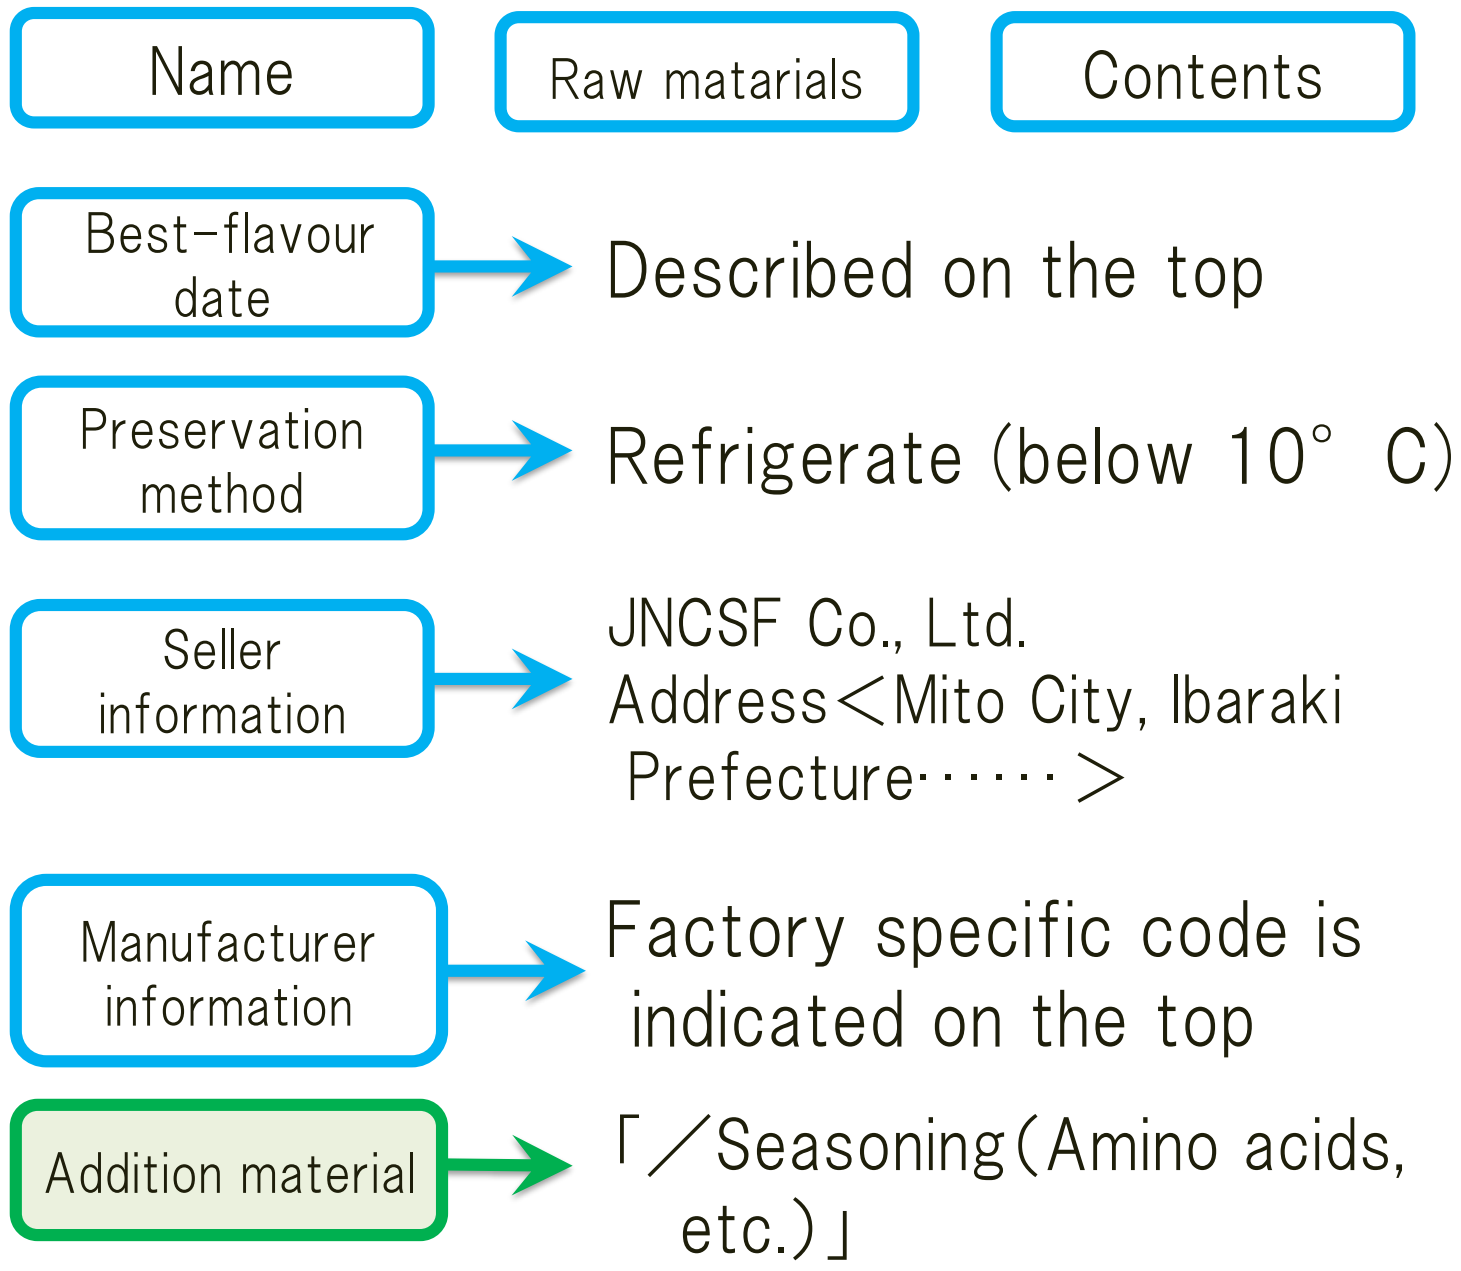 Name
Raw matarials
Contents
Best-flavour
date
Described on the top
Preservation
method
Refrigerate (below 10° C)
Seller
information
JNCSF Co., Ltd.
Address＜Mito City, Ibaraki
Prefecture・・・・・・＞
Manufacturer
information
Factory specific code is
indicated on the top
Addition material
「／Seasoning(Amino acids,
etc.)」